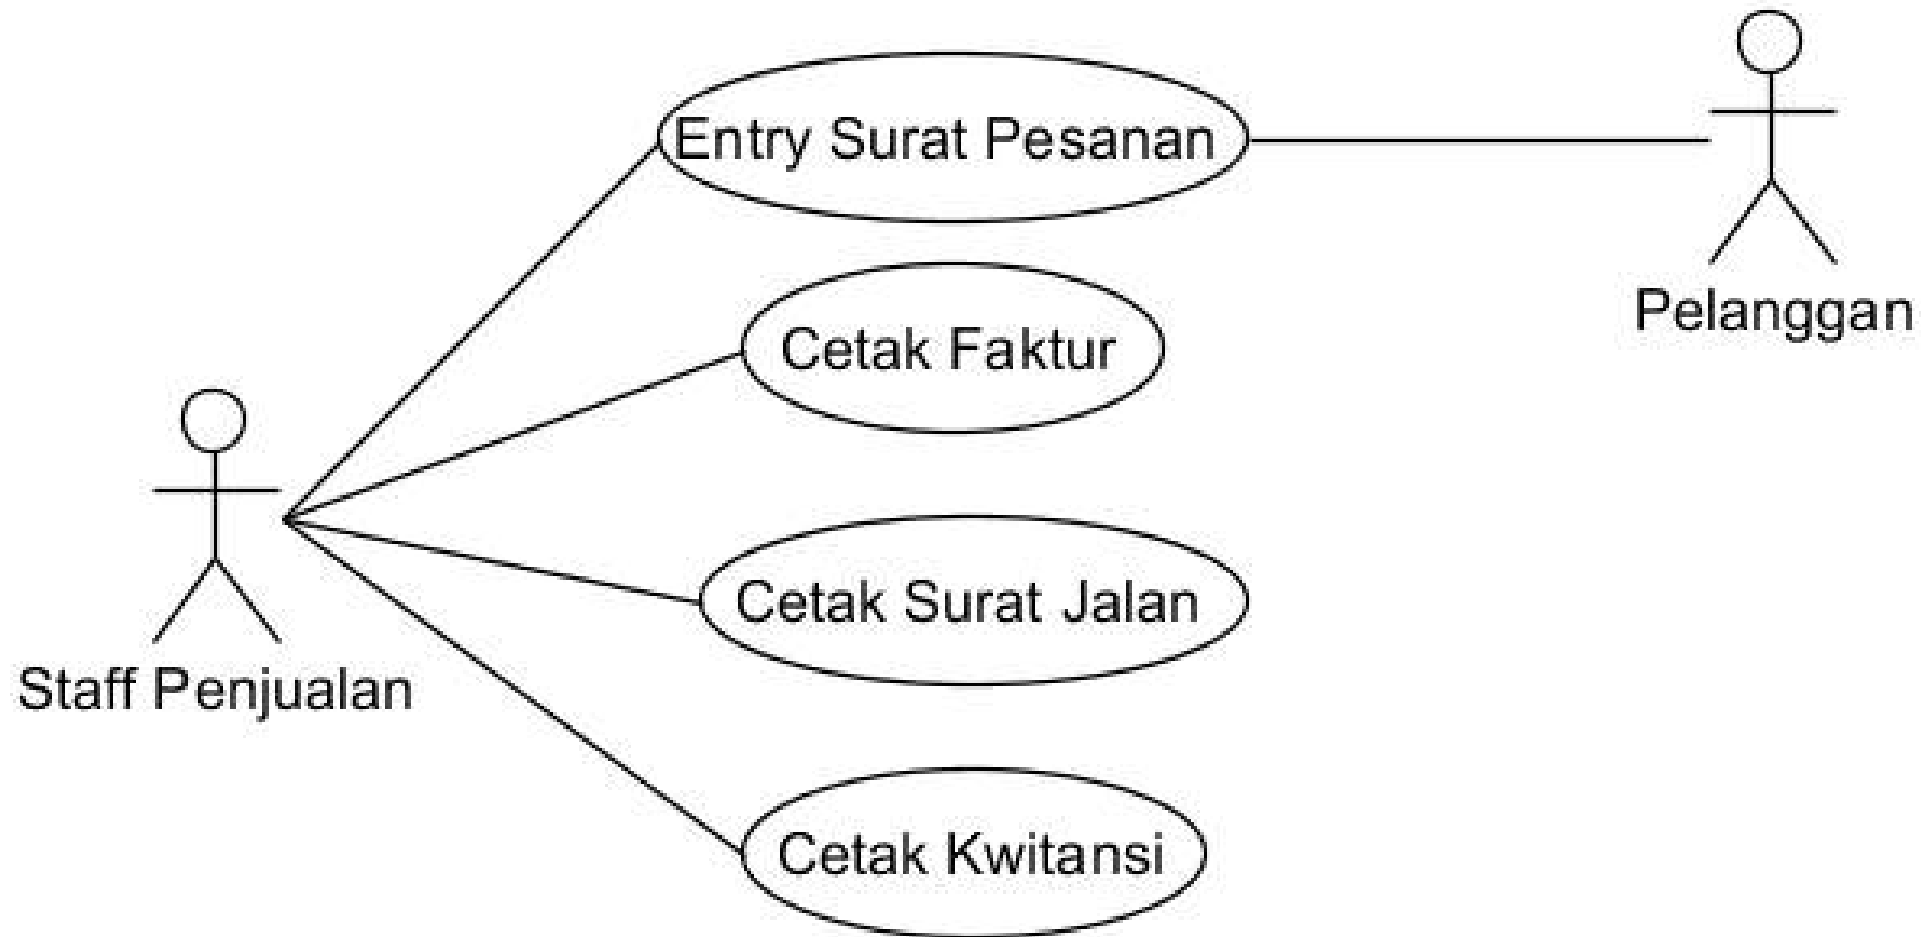 Entry Surat Pesanan
Pelanggan
Cetak Faktur
Cetak Surat Jalan
Staff Penjualan
Cetak Kwitansi